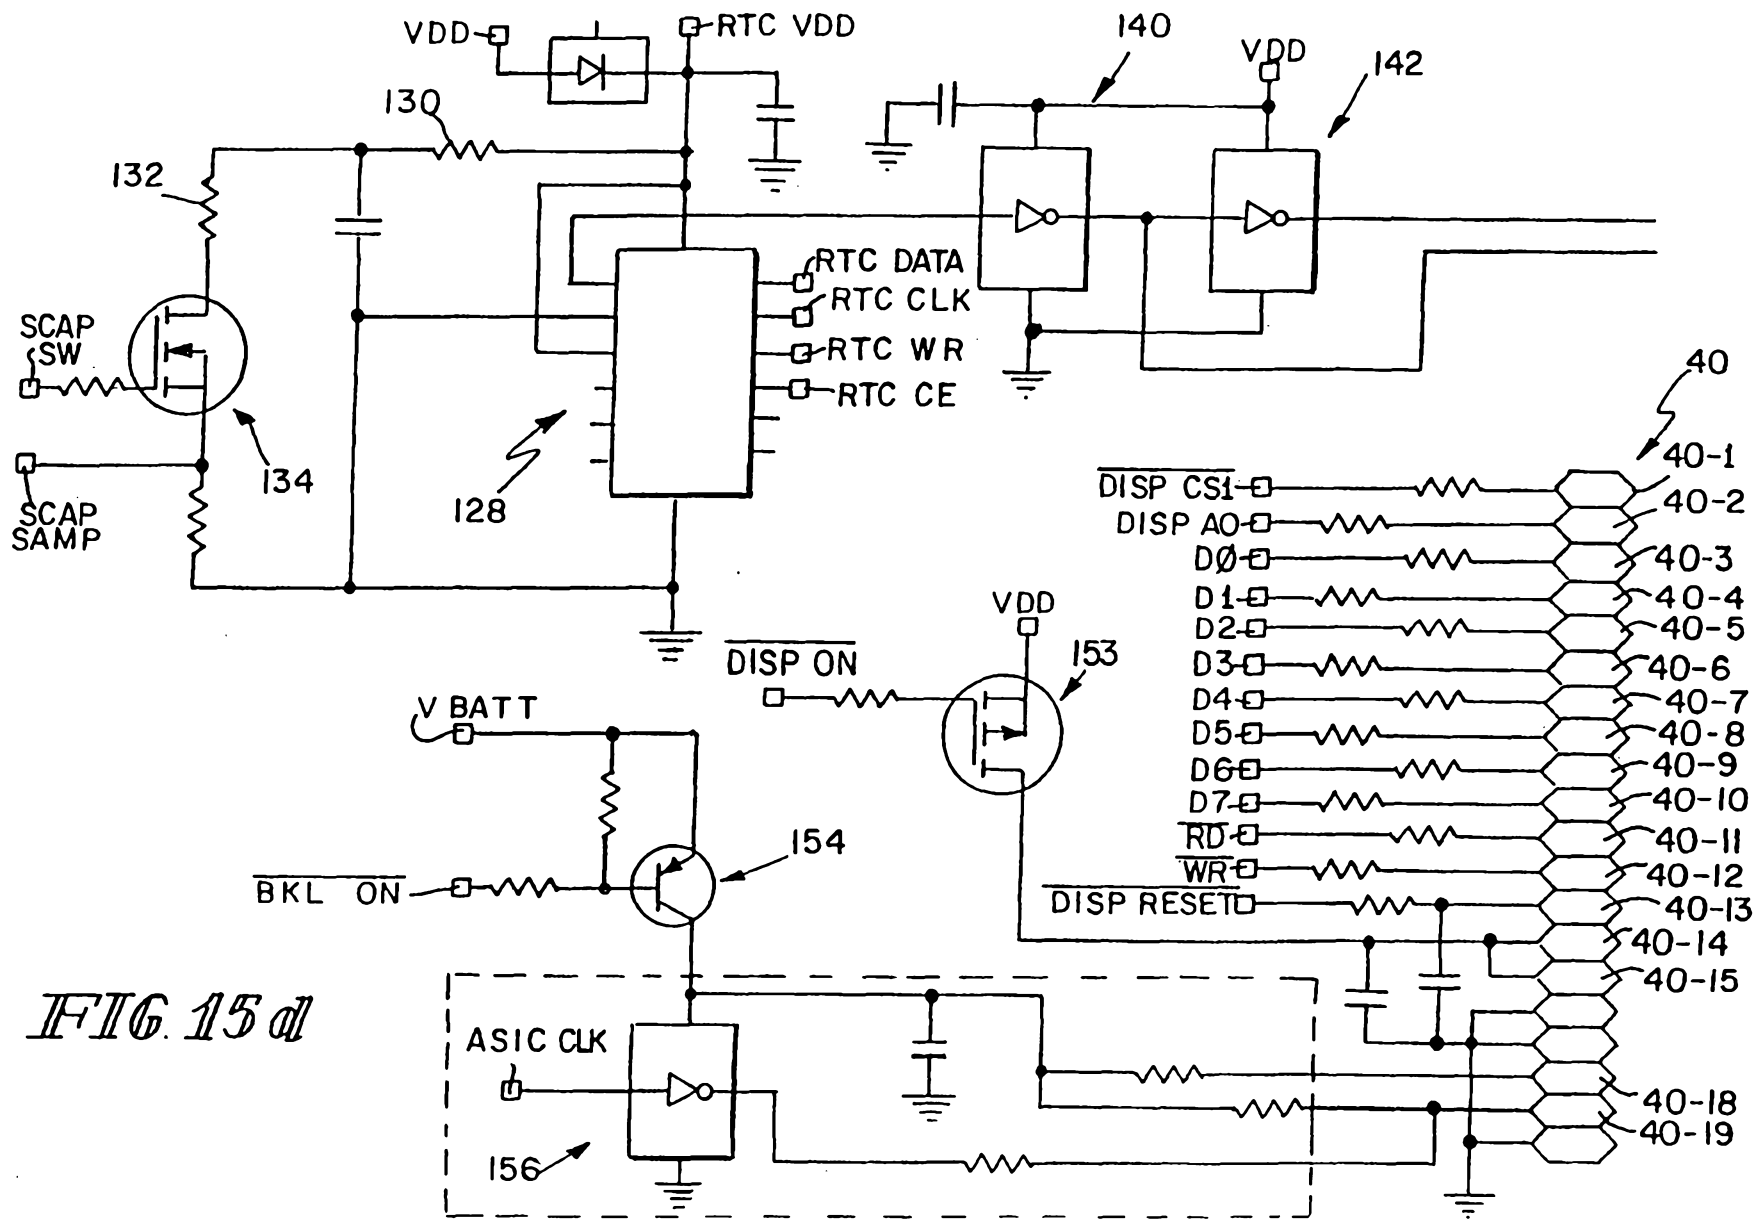 VDD
RTC VDD
140
VDD
142
130
132
RTC DATA
RTC CLK
RTC WR
RTC CE
SCAP
SW
134
128
SCAP
SAMP
40
DISP CS1
40-1
DISP A0
40-2
DØ
40-3
D1
40-4
D2
40-5
D3
40-6
D4
40-7
D5
40-8
D6
40-9
D7
40-10
RD
40-11
WR
40-12
DISP RESET
40-13
40-14
40-15
40-18
40-19
VDD
DISP ON
153
V BATT
154
BKL ON
ASIC CLK
156
FIG. 15d